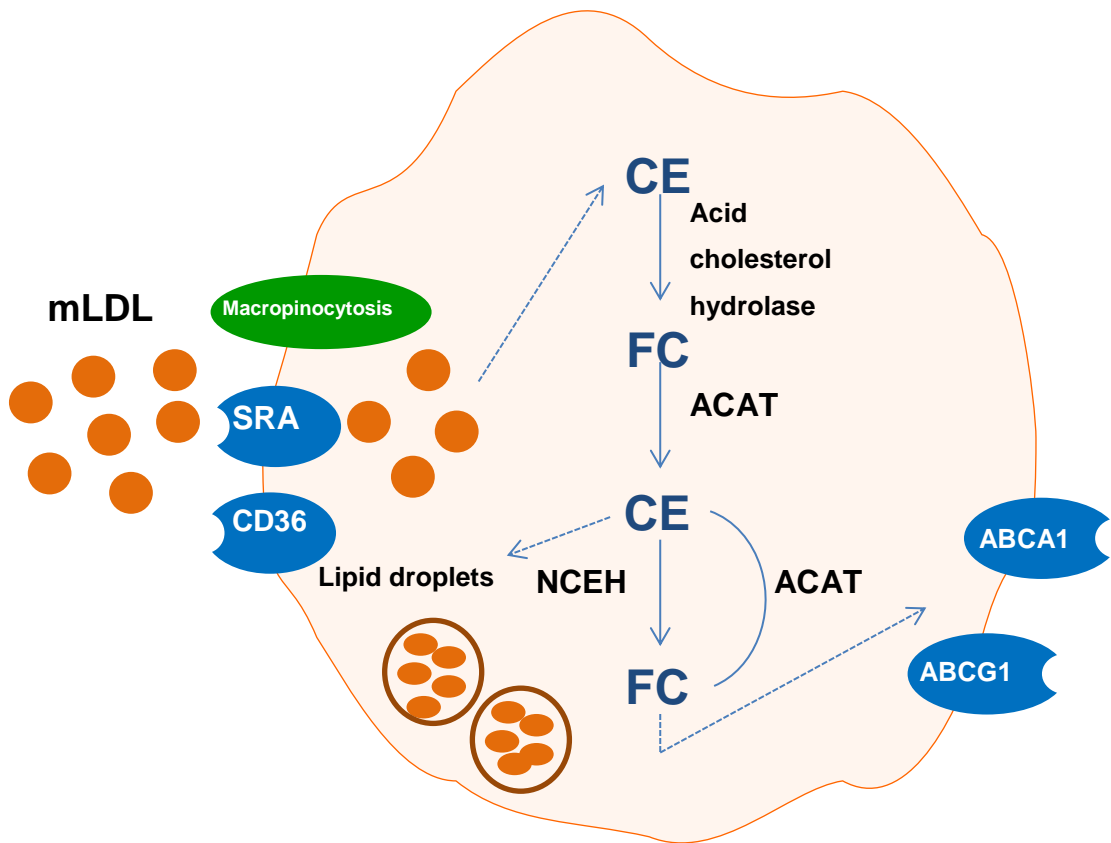 CE
Acid
cholesterol
hydrolase
mLDL
Macropinocytosis
FC
SRA
ACAT
CE
CD36
ABCA1
Lipid droplets
NCEH
ACAT
FC
ABCG1